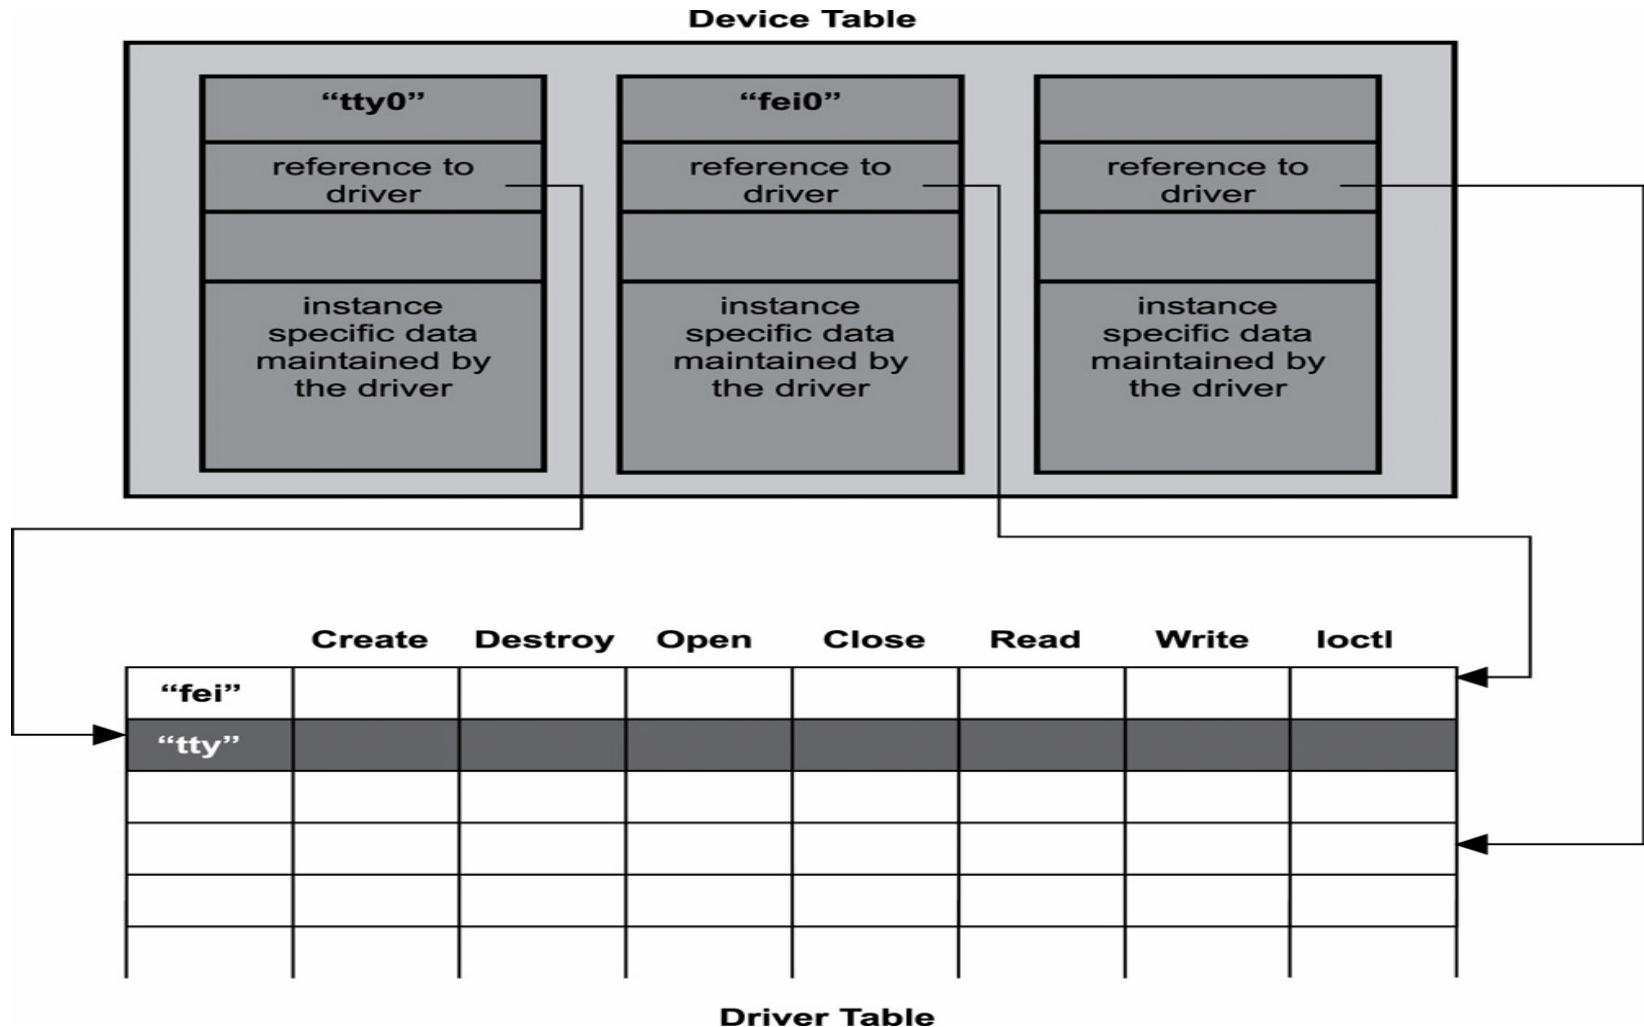 Device Table
“tty0”
“fei0”
reference to
driver
reference to
driver
reference to
driver
instance
specific data
maintained by
the driver
instance
specific data
maintained by
the driver
instance
specific data
maintained by
the driver
Create Destroy Open Close Read Write Ioctl
“fei”
“tty”
Driver Table